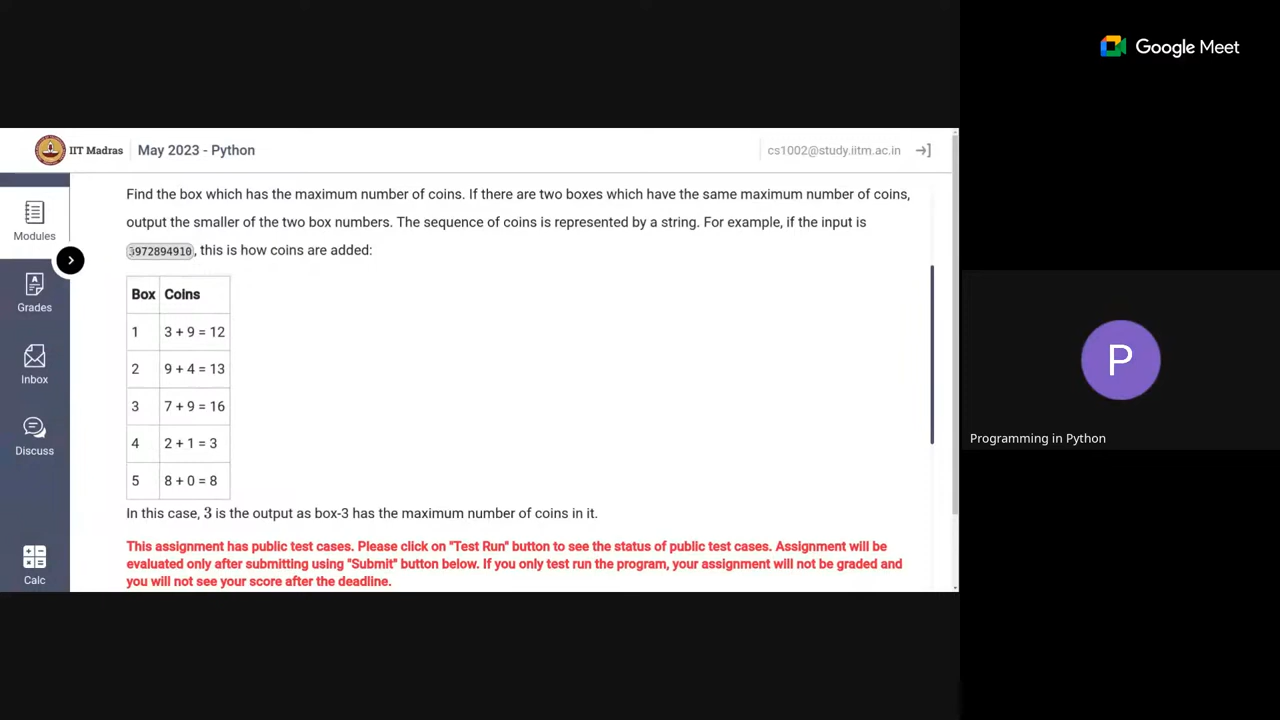 Google Meet
IIT Madras
May 2023 - Python
cs1002@study.iitm.ac.in
Modules
Grades
Inbox
Discuss
Calc
Find the box which has the maximum number of coins. If there are two boxes which have the same maximum number of coins,
output the smaller of the two box numbers. The sequence of coins is represented by a string. For example, if the input is
3972894910, this is how coins are added:
Box Coins
1 3 + 9 = 12
2 9 + 4 = 13
3 7 + 9 = 16
4 2 + 1 = 3
5 8 + 0 = 8
In this case, 3 is the output as box-3 has the maximum number of coins in it.
This assignment has public test cases. Please click on "Test Run" button to see the status of public test cases. Assignment will be
evaluated only after submitting using "Submit" button below. If you only test run the program, your assignment will not be graded and
you will not see your score after the deadline.
P
Programming in Python